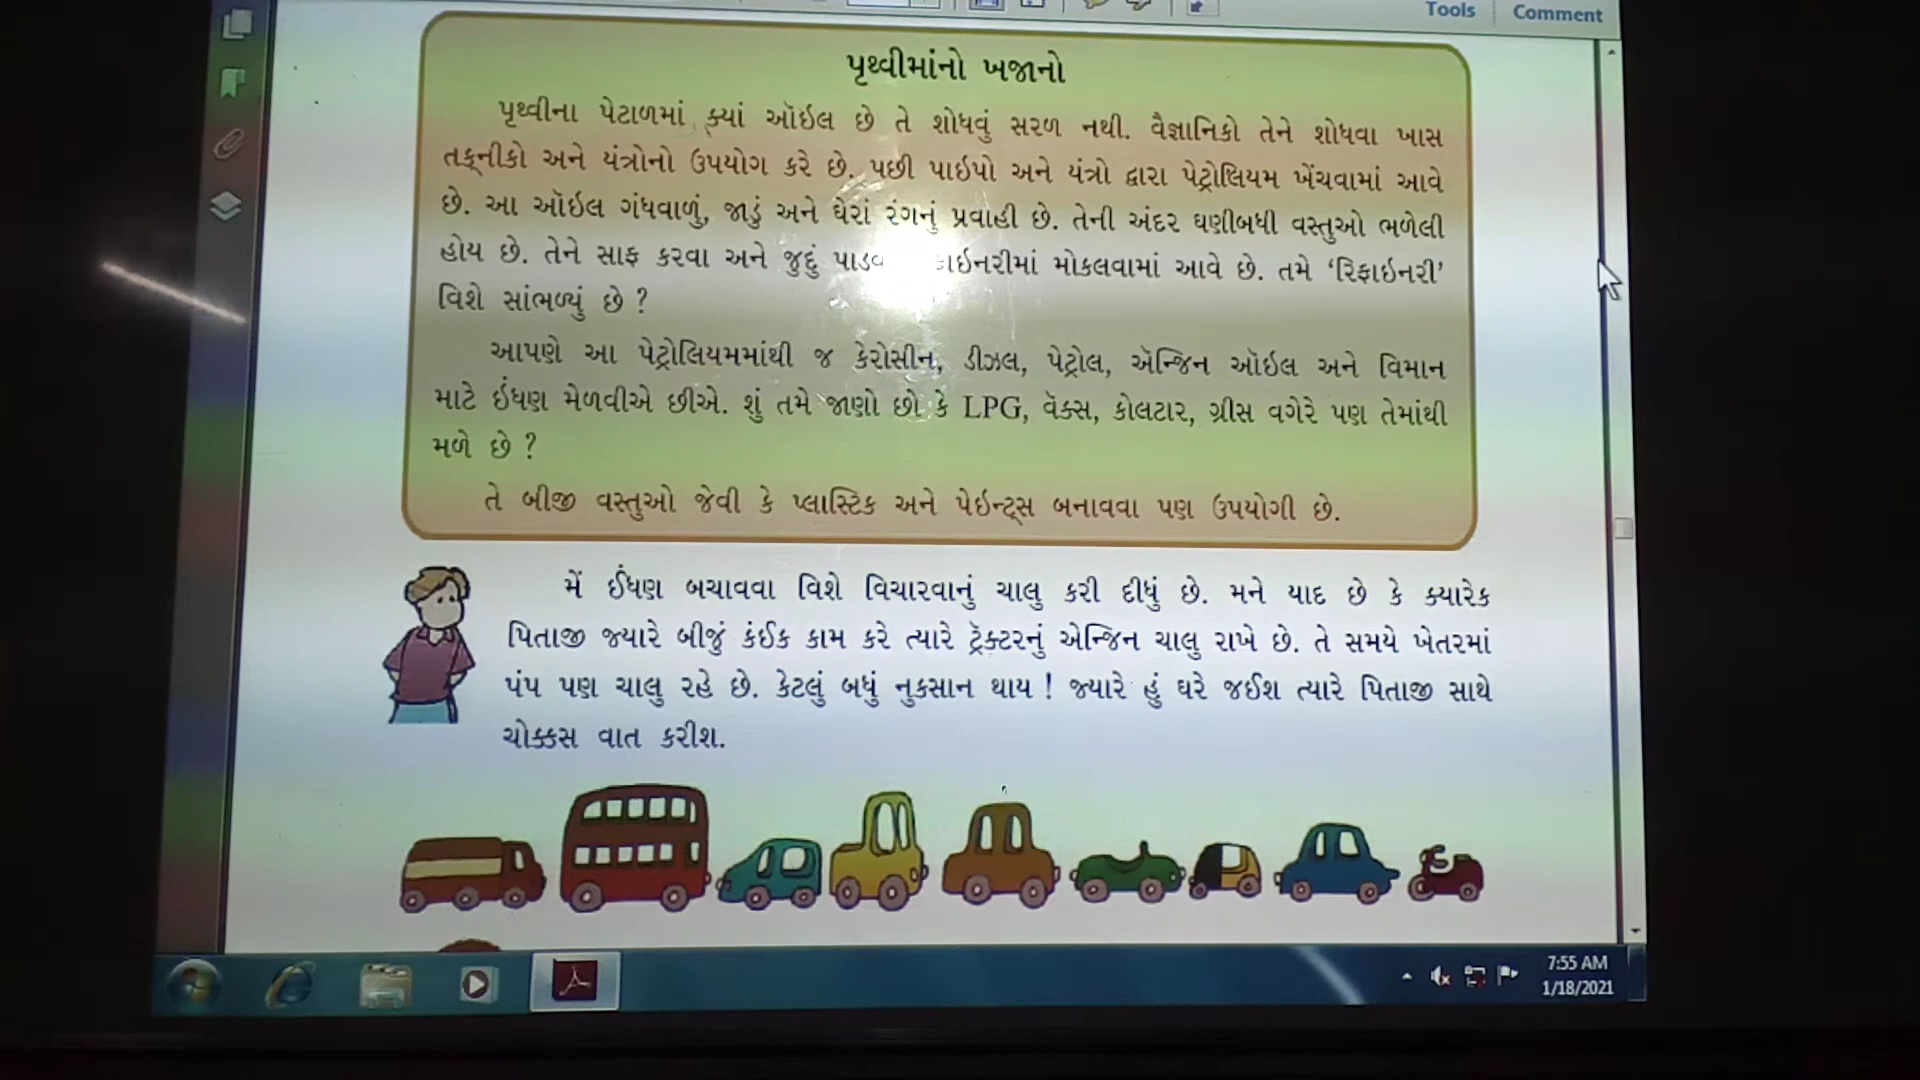 Tools
Comment
પૃથ્વીમાંનો ખજાનો
પૃથ્વીના પેટાળમાં ક્યાં ઑઇલ છે તે શોધવું સરળ નથી. વૈજ્ઞાનિકો તેને શોધવા ખાસ
તક્નીકો અને યંત્રોનો ઉપયોગ કરે છે. પછી પાઇપો અને યંત્રો દ્વારા પેટ્રોલિયમ ખેંચવામાં આવે
છે. આ ઑઇલ ગંધવાળું, જાડું અને ઘેરાં રંગનું પ્રવાહી છે. તેની અંદર ઘણીબધી વસ્તુઓ ભળેલી
હોય છે. તેને સાફ કરવા અને જુદું મોકલવામાં આવે છે. તમે ‘રિફાઇનરી’
વિશે સાંભળ્યું છે ?
આપણે આ પેટ્રોલિયમમાંથી જ કેરોસીન, ડીઝલ, પેટ્રોલ, ઍન્જિન ઑઇલ અને વિમાન
માટે ઇંધણ મેળવીએ છીએ. શું તમે જાણો છો કે LPG, વૅક્સ, કોલટાર, ગ્રીસ વગેરે પણ તેમાંથી
મળે છે ?
તે બીજી વસ્તુઓ જેવી કે પ્લાસ્ટિક અને પેઇન્ટ્સ બનાવવા પણ ઉપયોગી છે.
મેં ઈંધણ બચાવવા વિશે વિચારવાનું ચાલુ કરી દીધું છે. મને યાદ છે કે ક્યારેક
પિતાજી જ્યારે બીજું કંઈક કામ કરે ત્યારે ટ્રૅક્ટરનું એન્જિન ચાલુ રાખે છે. તે સમયે ખેતરમાં
પંપ પણ ચાલુ રહે છે. કેટલું બધું નુકસાન થાય ! જ્યારે હું ઘરે જઈશ ત્યારે પિતાજી સાથે
ચોક્કસ વાત કરીશ.
7:55 AM
1/18/2021